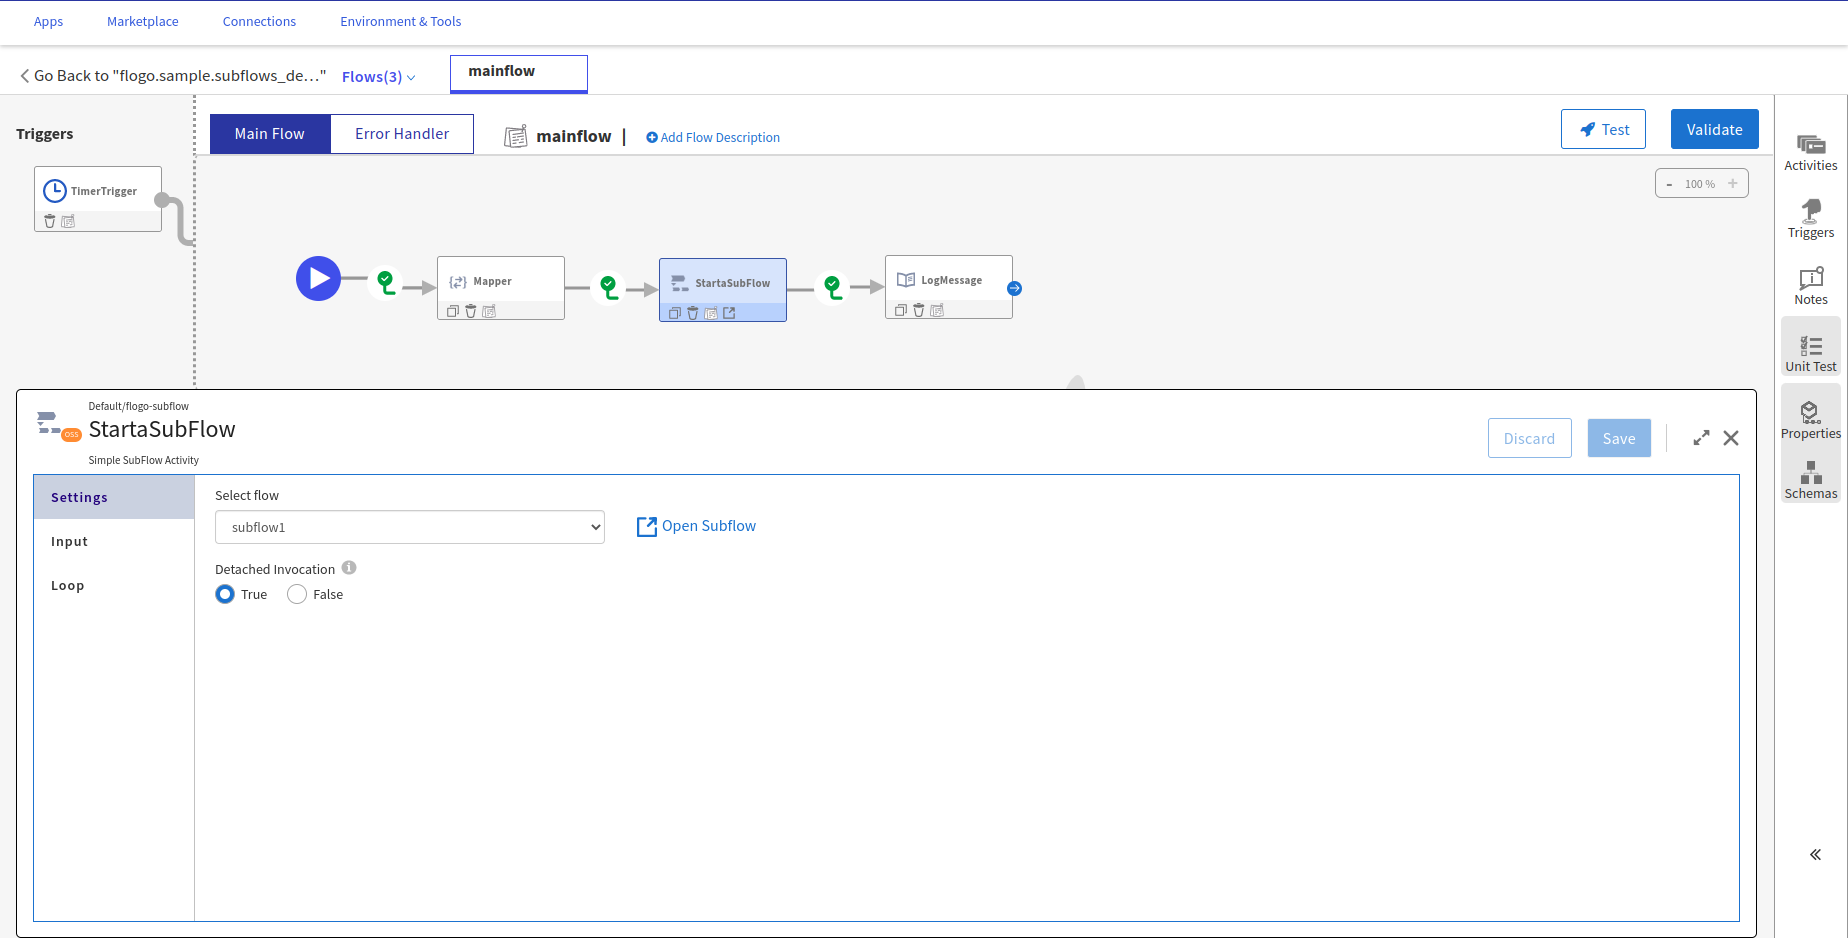 Apps Marketplace Connections Environment & Tools
Go Back to "flogo.sample.subflows_de..." Flows(3) mainflow
Triggers
Main Flow Error Handler mainflow | Add Flow Description Test Validate
TimerTrigger
- 100 % +
Mapper
StartaSubFlow
LogMessage
Activities
Triggers
Notes
Unit Test
Properties
Schemas
Default/flogo-subflow
StartaSubFlow
OSS
Simple SubFlow Activity
Discard Save
Settings
Input
Loop
Select flow
subflow1 Open Subflow
Detached Invocation
True False